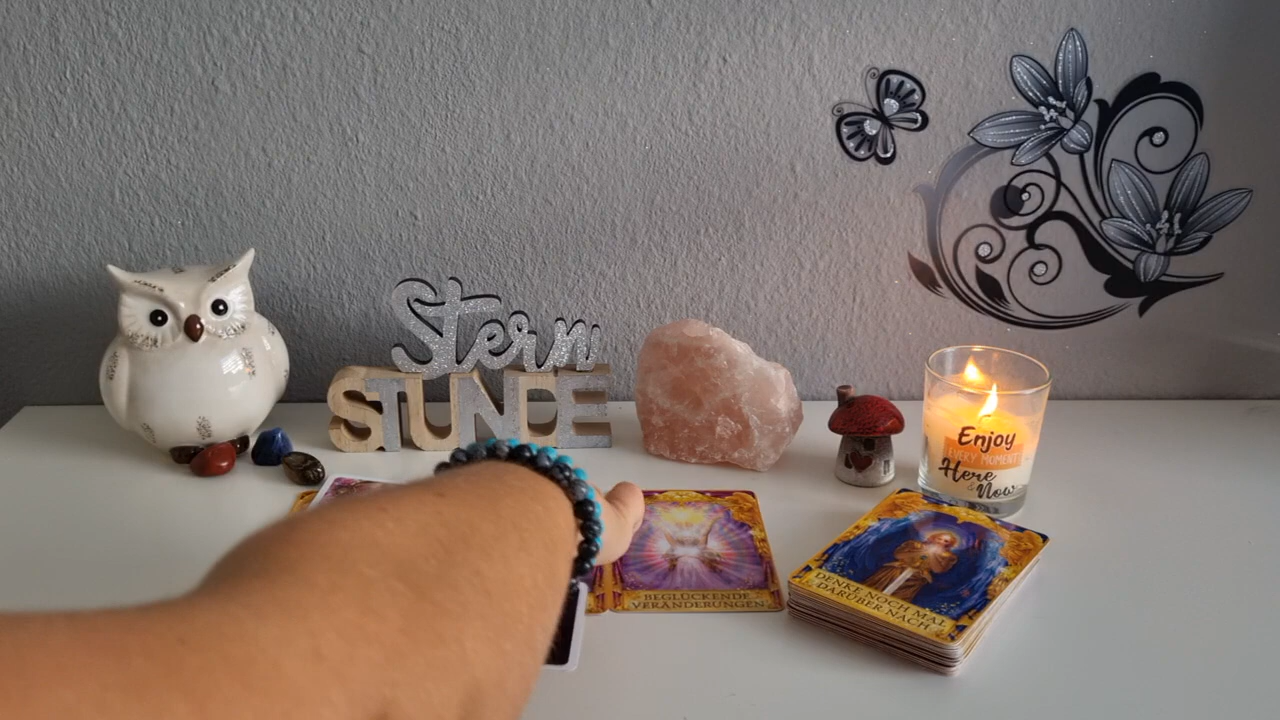 Stern
STUNDE
Enjoy
EVERY MOMENT
Here
& Now
BEGLÜCKENDE
VERÄNDERUNGEN
DENKE NOCH MAL
DARÜBER NACH